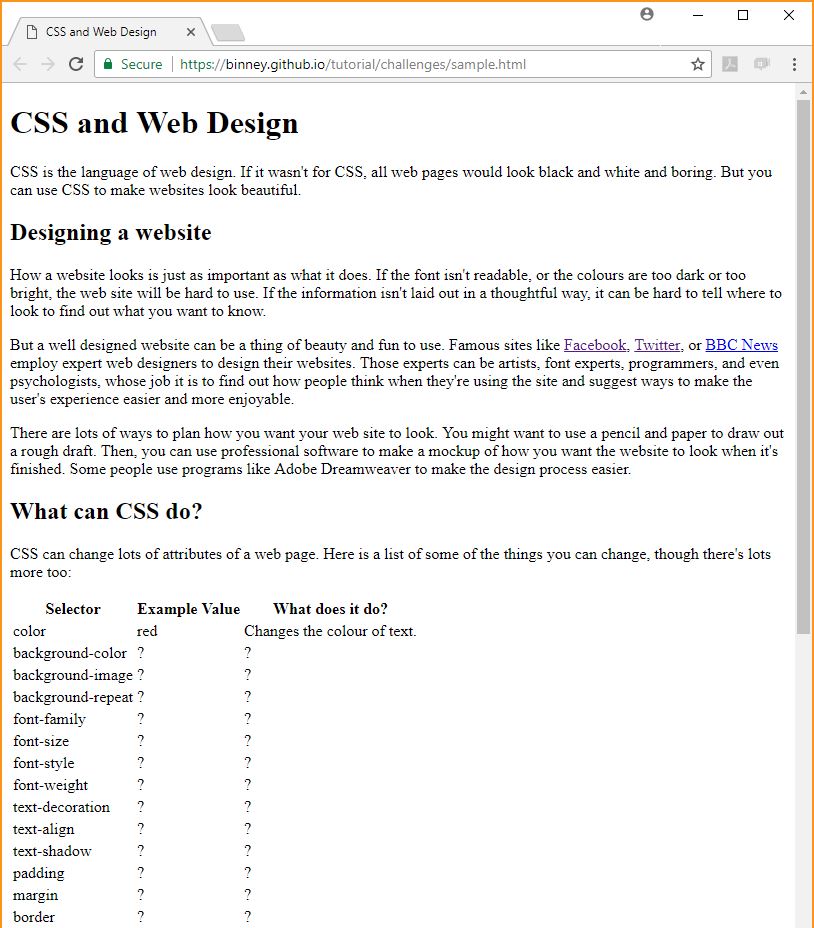 CSS and Web Design
Secure https://binney.github.io/tutorial/challenges/sample.html
CSS and Web Design
CSS is the language of web design. If it wasn't for CSS, all web pages would look black and white and boring. But you
can use CSS to make websites look beautiful.
Designing a website
How a website looks is just as important as what it does. If the font isn't readable, or the colours are too dark or too
bright, the web site will be hard to use. If the information isn't laid out in a thoughtful way, it can be hard to tell where to
look to find out what you want to know.
But a well designed website can be a thing of beauty and fun to use. Famous sites like Facebook, Twitter, or BBC News
employ expert web designers to design their websites. Those experts can be artists, font experts, programmers, and even
psychologists, whose job it is to find out how people think when they're using the site and suggest ways to make the
user's experience easier and more enjoyable.
There are lots of ways to plan how you want your web site to look. You might want to use a pencil and paper to draw out
a rough draft. Then, you can use professional software to make a mockup of how you want the website to look when it's
finished. Some people use programs like Adobe Dreamweaver to make the design process easier.
What can CSS do?
CSS can change lots of attributes of a web page. Here is a list of some of the things you can change, though there's lots
more too:
Selector Example Value What does it do?
color red Changes the colour of text.
background-color ? ?
background-image ? ?
background-repeat ? ?
font-family ? ?
font-size ? ?
font-style ? ?
font-weight ? ?
text-decoration ? ?
text-align ? ?
text-shadow ? ?
padding ? ?
margin ? ?
border ? ?